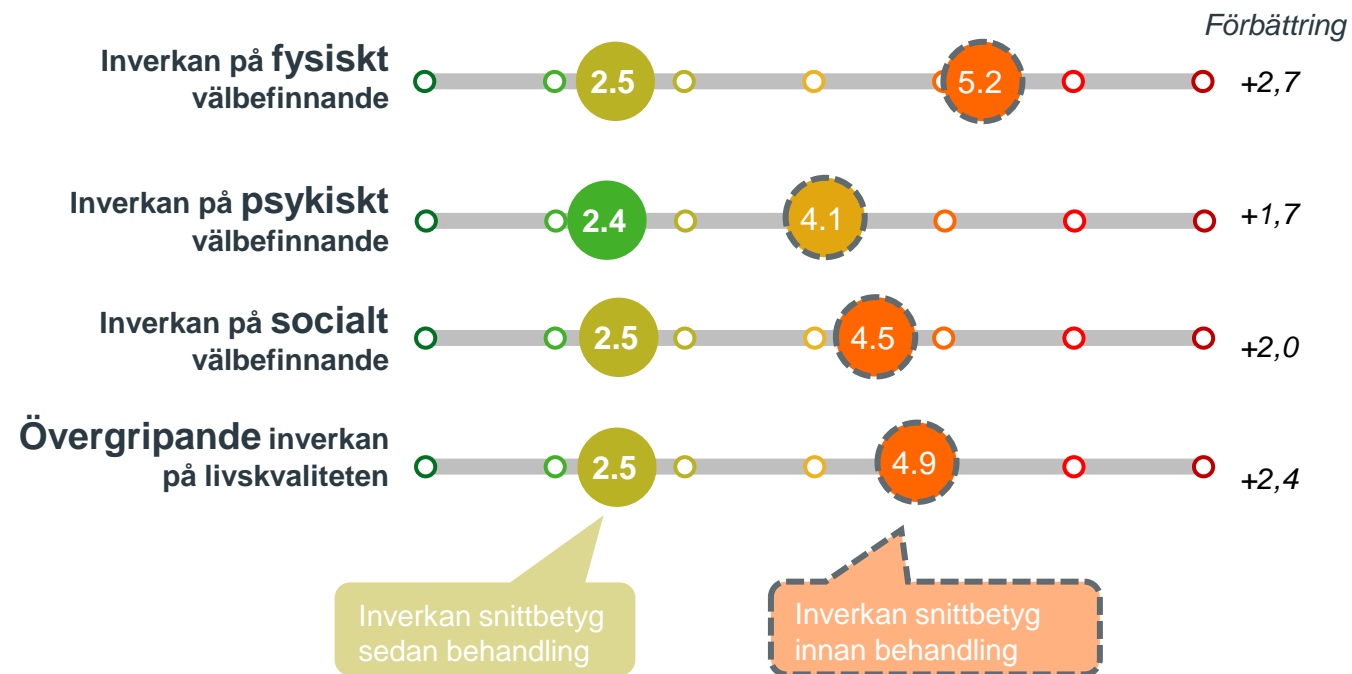 Förbättring
Inverkan på fysiskt
välbefinnande
2.5
5.2
+2,7
Inverkan på psykiskt
välbefinnande
2.4
4.1
+1,7
Inverkan på socialt
välbefinnande
2.5
4.5
+2,0
Övergripande inverkan
på livskvaliteten
2.5
4.9
+2,4
Inverkan snittbetyg
sedan behandling
Inverkan snittbetyg
innan behandling